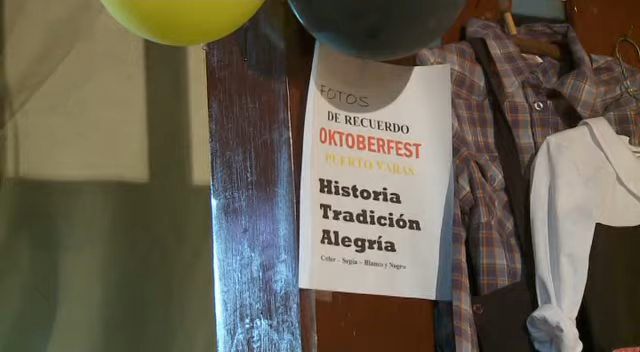 FOTOS
DE RECUERDO
OKTOBERFEST
PUERTO VARAS
Historia
Tradición
Alegría
Color - Sepia - Blanco y Negro